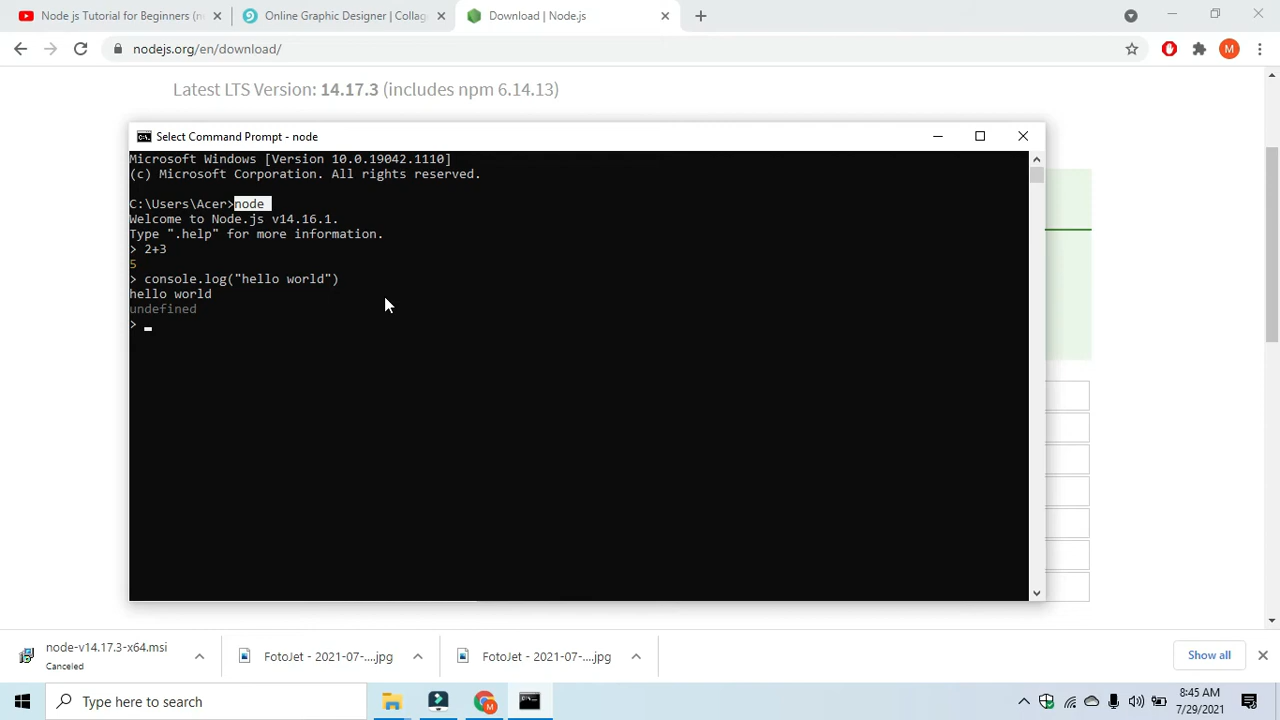 Node js Tutorial for Beginners (n
Online Graphic Designer | Collag
Download | Node.js
nodejs.org/en/download/
M
Latest LTS Version: 14.17.3 (includes npm 6.14.13)
Select Command Prompt - node
Microsoft Windows [Version 10.0.19042.1110]
(c) Microsoft Corporation. All rights reserved.
C:\Users\Acer>node
Welcome to Node.js v14.16.1.
Type ".help" for more information.
> 2+3
5
> console.log("hello world")
hello world
undefined
>
node-v14.17.3-x64.msi
Canceled
FotoJet - 2021-07-....jpg
FotoJet - 2021-07-....jpg
Show all
Type here to search
8:45 AM
7/29/2021